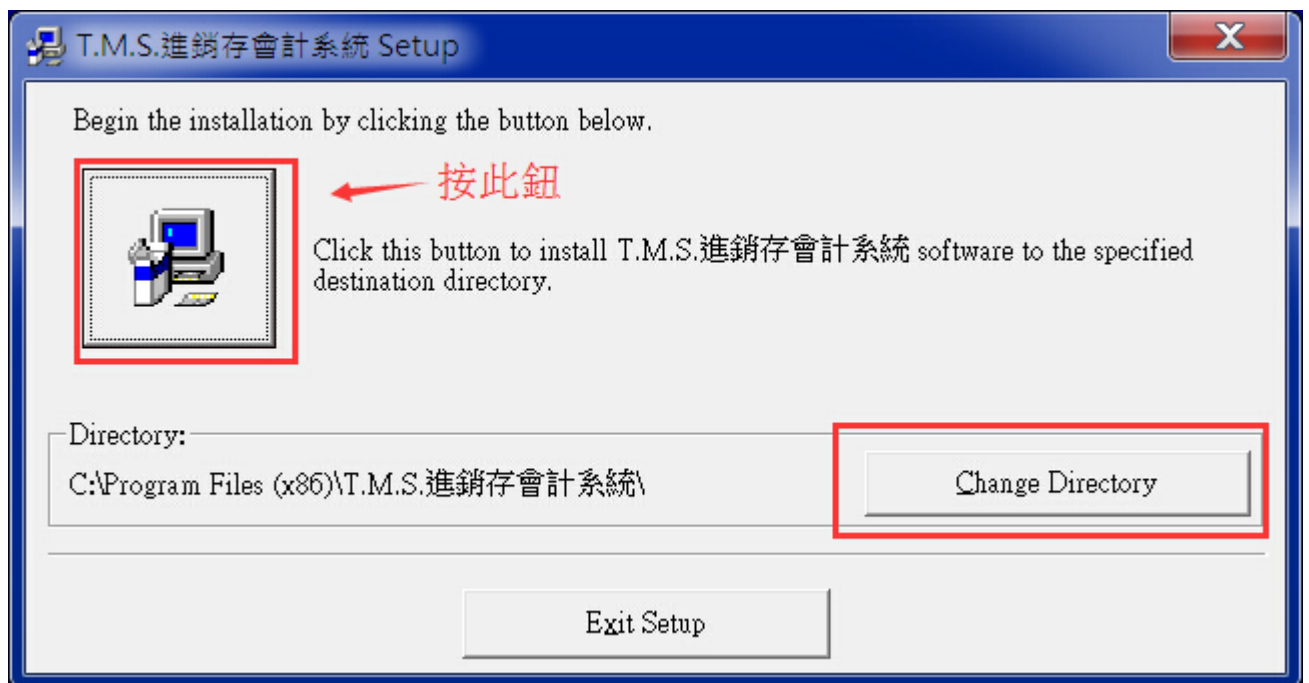 T.M.S.進銷存會計系統 Setup
Begin the installation by clicking the button below.
按此鈕
Click this button to install T.M.S.進銷存會計系統 software to the specified
destination directory.
Directory:
C:\Program Files (x86)\T.M.S.進銷存會計系統\
Change Directory
Exit Setup